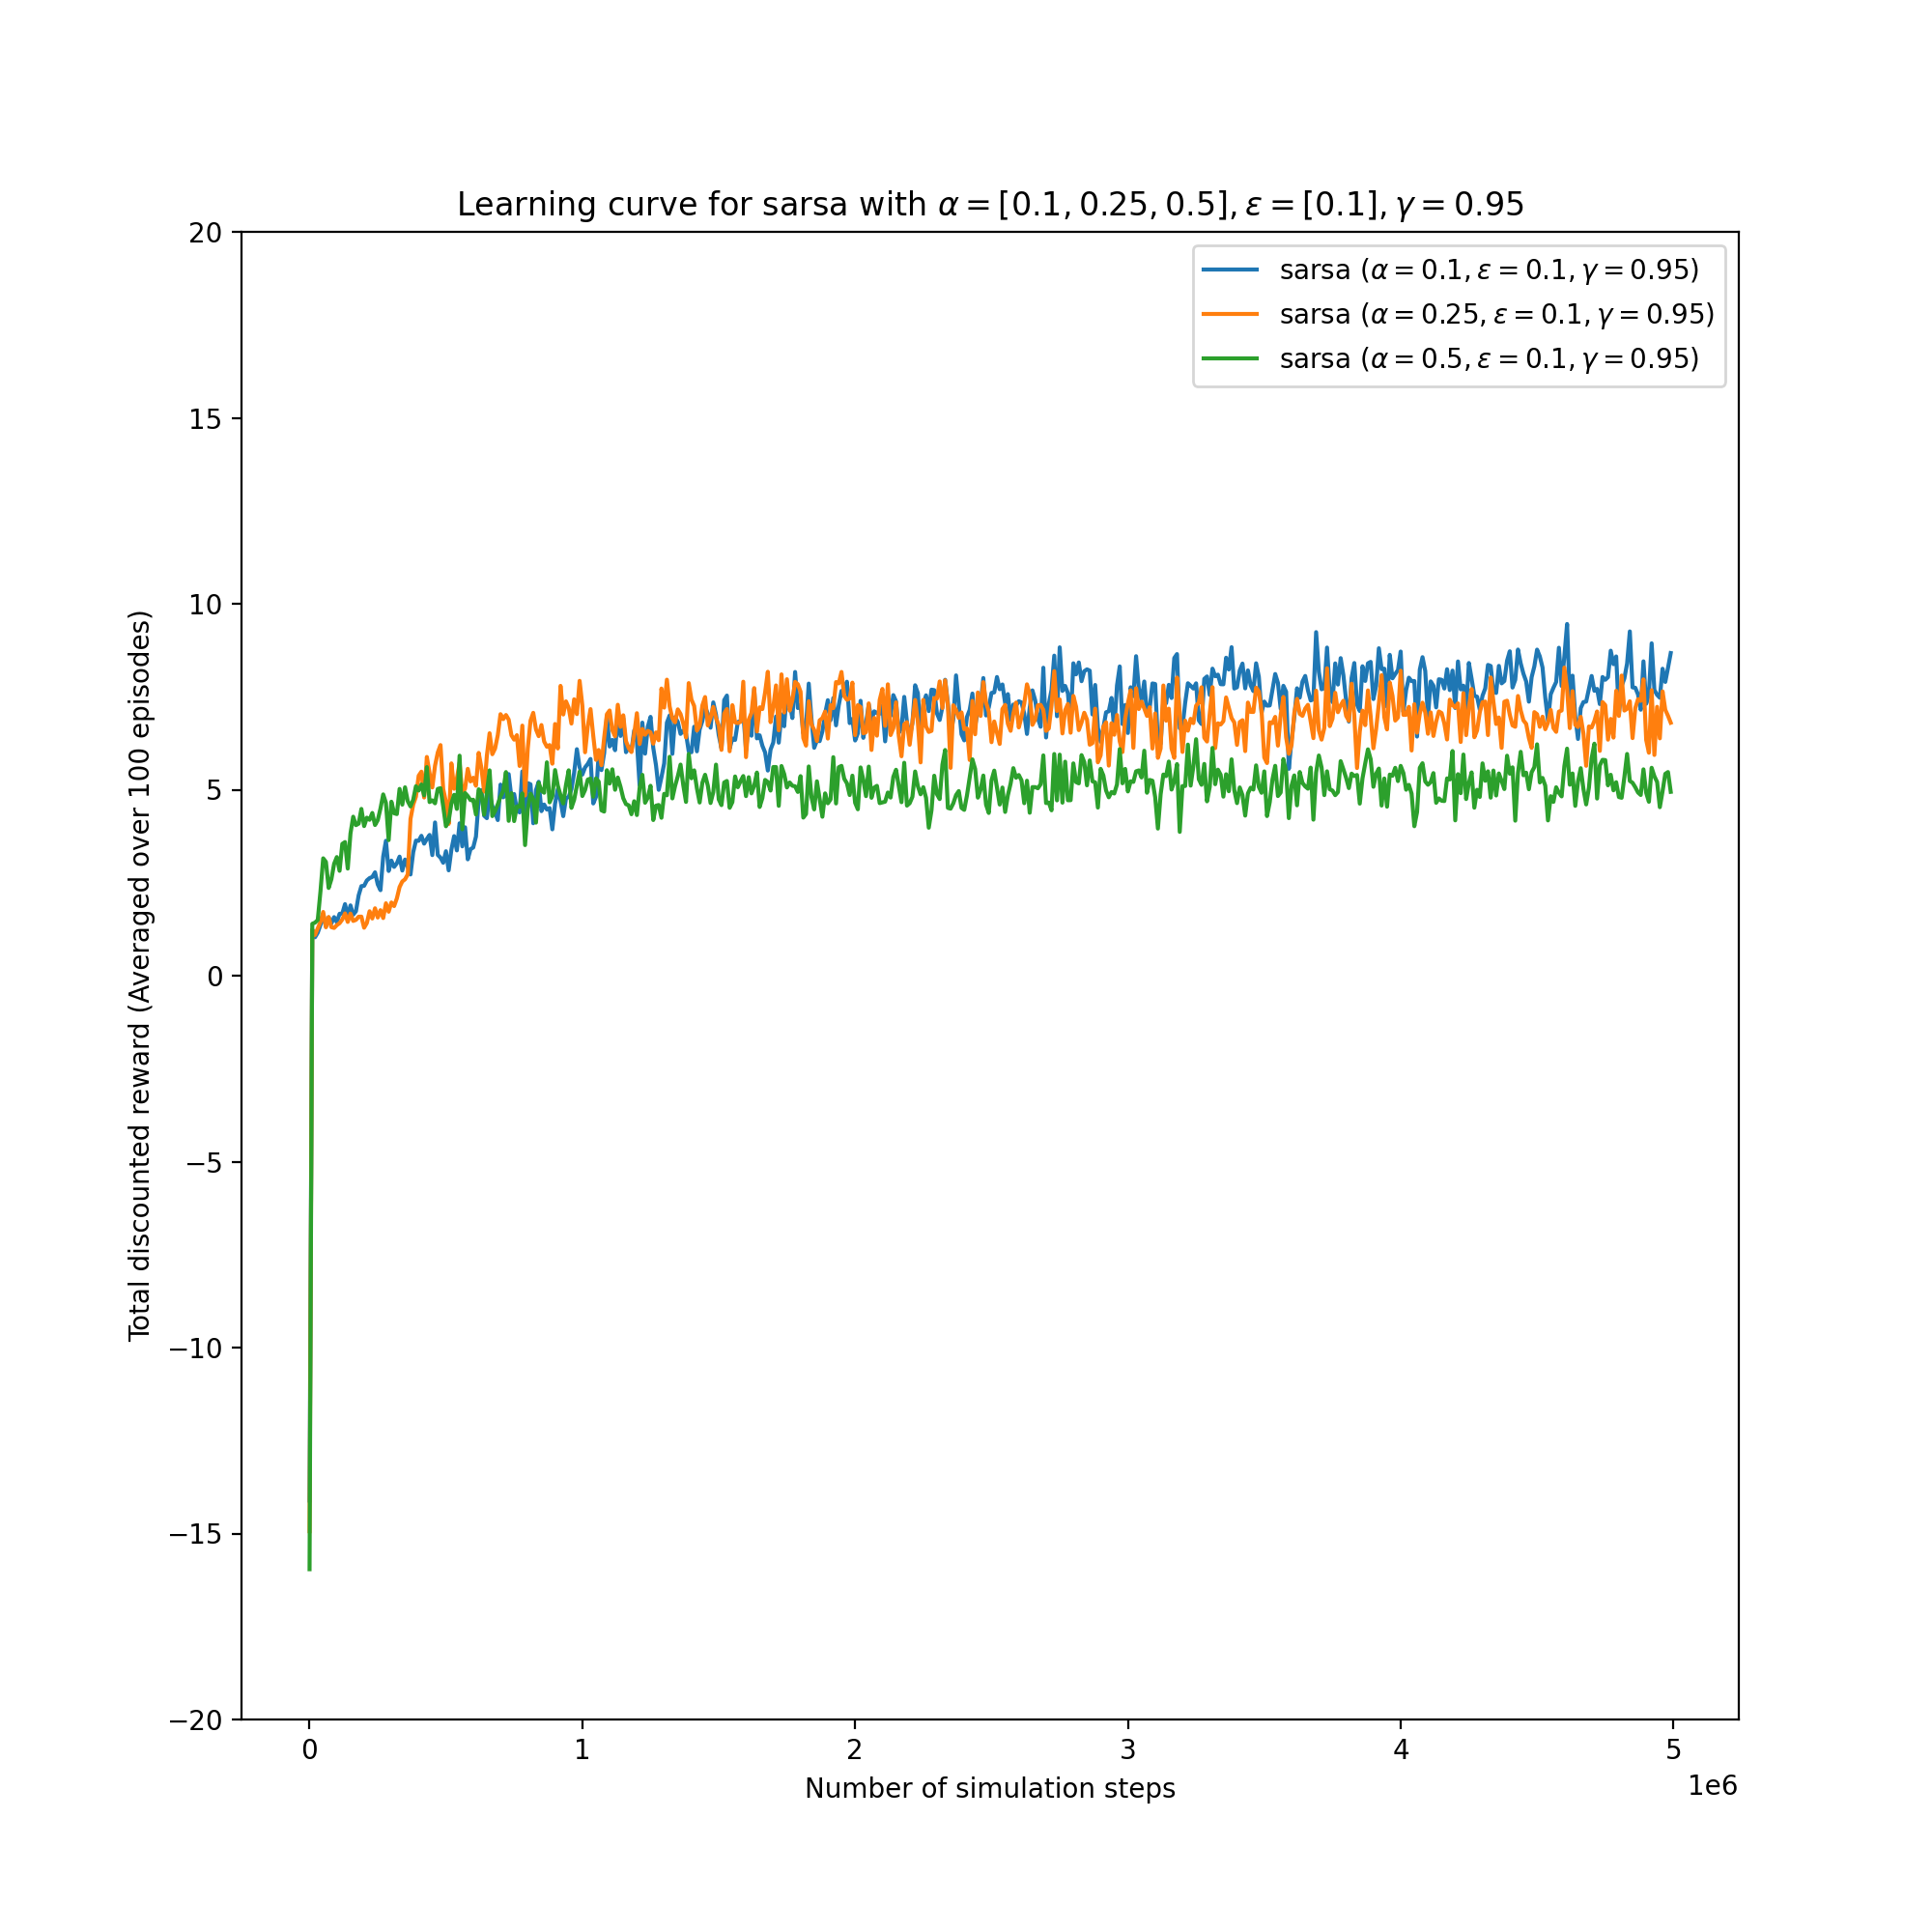 Learning curve for sarsa with α = [0.1, 0.25, 0.5], ε = [0.1], γ = 0.95
sarsa (α = 0.1, ε = 0.1, γ = 0.95)
sarsa (α = 0.25, ε = 0.1, γ = 0.95)
sarsa (α = 0.5, ε = 0.1, γ = 0.95)
Total discounted reward (Averaged over 100 episodes)
20
15
10
5
0
−5
−10
−15
−20
0 1 2 3 4 5
1e6
Number of simulation steps